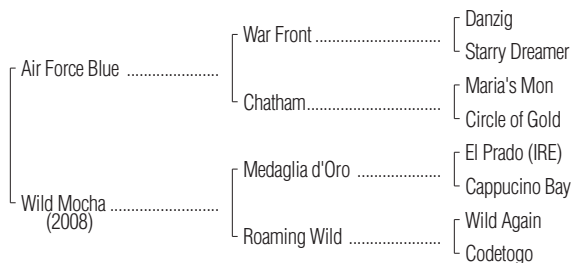 Danzig
War Front ........................................
Starry Dreamer
Air Force Blue .............................
Maria's Mon
Chatham...........................................
Circle of Gold
El Prado (IRE)
Medaglia d'Oro ..........................
Cappucino Bay
Wild Mocha ..................................
(2008)
Wild Again
Roaming Wild .............................
Codetogo